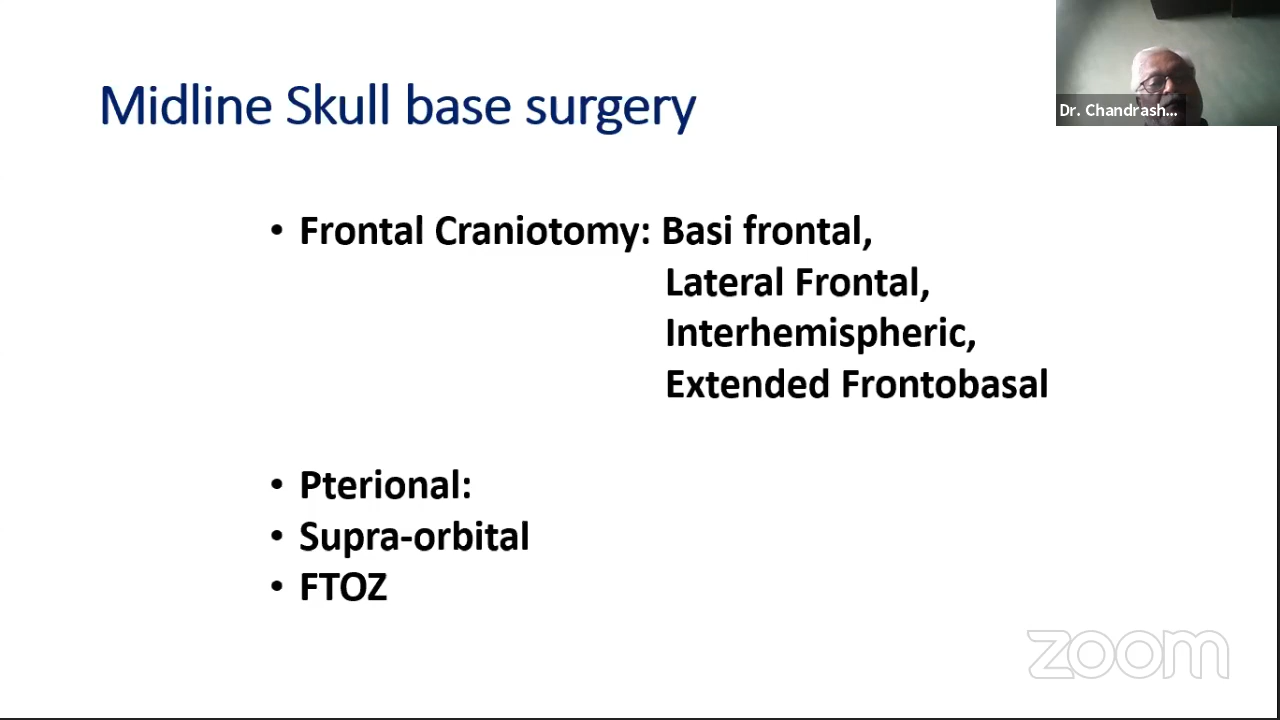 Midline Skull base surgery
Dr. Chandrash...
• Frontal Craniotomy: Basi frontal,
Lateral Frontal,
Interhemispheric,
Extended Frontobasal
• Pterional:
• Supra-orbital
• FTOZ
zoom